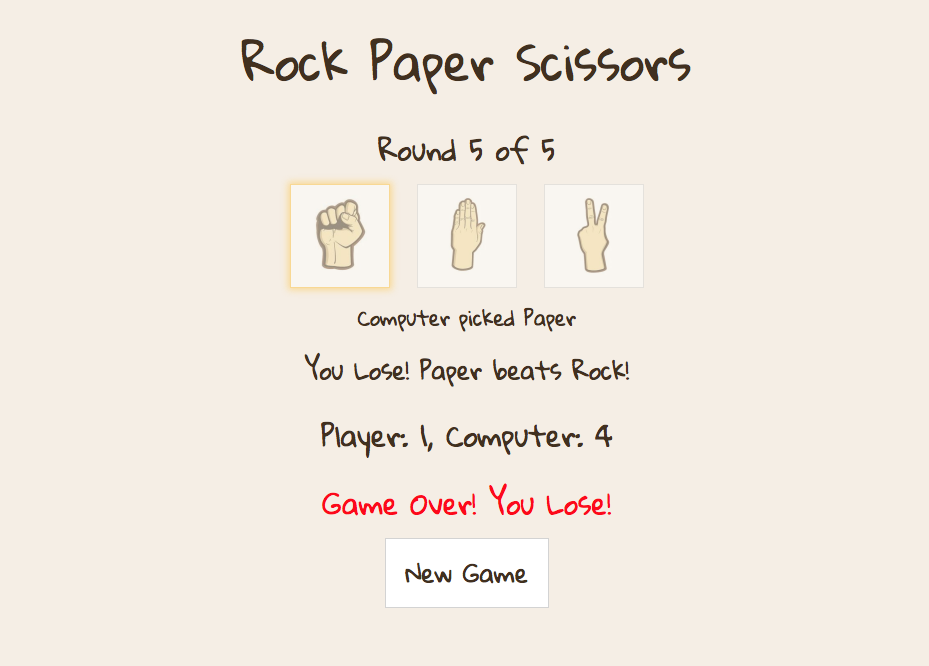 Rock Paper Scissors
Round 5 of 5
Computer picked Paper
You Lose! Paper beats Rock!
Player: 1, Computer: 4
Game Over! You Lose!
New Game